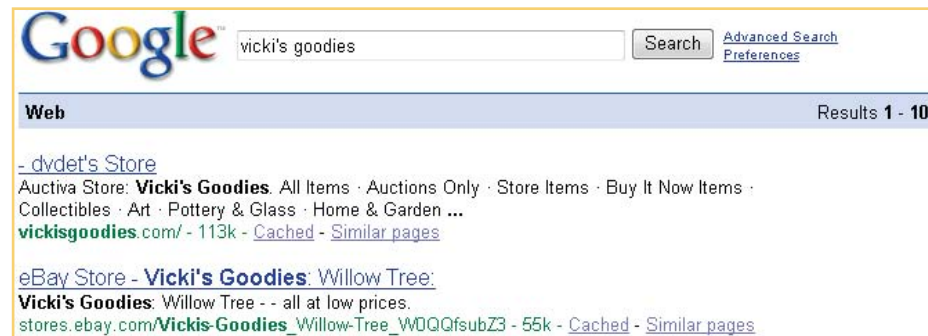 Google™
vicki's goodies
Search
Advanced Search
Preferences
Web
Results 1 - 10
- dvdet's Store
Auctiva Store: Vicki's Goodies. All Items · Auctions Only · Store Items · Buy It Now Items ·
Collectibles · Art · Pottery & Glass · Home & Garden ...
vickisgoodies.com/ - 113k - Cached - Similar pages
eBay Store - Vicki's Goodies: Willow Tree:
Vicki's Goodies: Willow Tree - - all at low prices.
stores.ebay.com/Vickis-Goodies_Willow-Tree_W0QQfsubZ3 - 55k - Cached - Similar pages